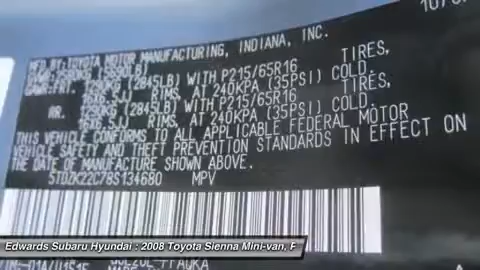 MFD BY: TOYOTA MOTOR MANUFACTURING, INDIANA, INC.
(5690LB)
(2845LB) WITH P215/65R16 TIRES,
RIMS, AT 240KPA (35PSI) COLD.
RR. (2845LB) WITH P215/65R16 TIRES,
RIMS, AT 240KPA (35PSI) COLD.
THIS VEHICLE CONFORMS TO ALL APPLICABLE FEDERAL MOTOR
VEHICLE SAFETY AND THEFT PREVENTION STANDARDS IN EFFECT ON
THE DATE OF MANUFACTURE SHOWN ABOVE.
5TDZK22C78S134680 MPV
Edwards Subaru Hyundai : 2008 Toyota Sienna Mini-van, F